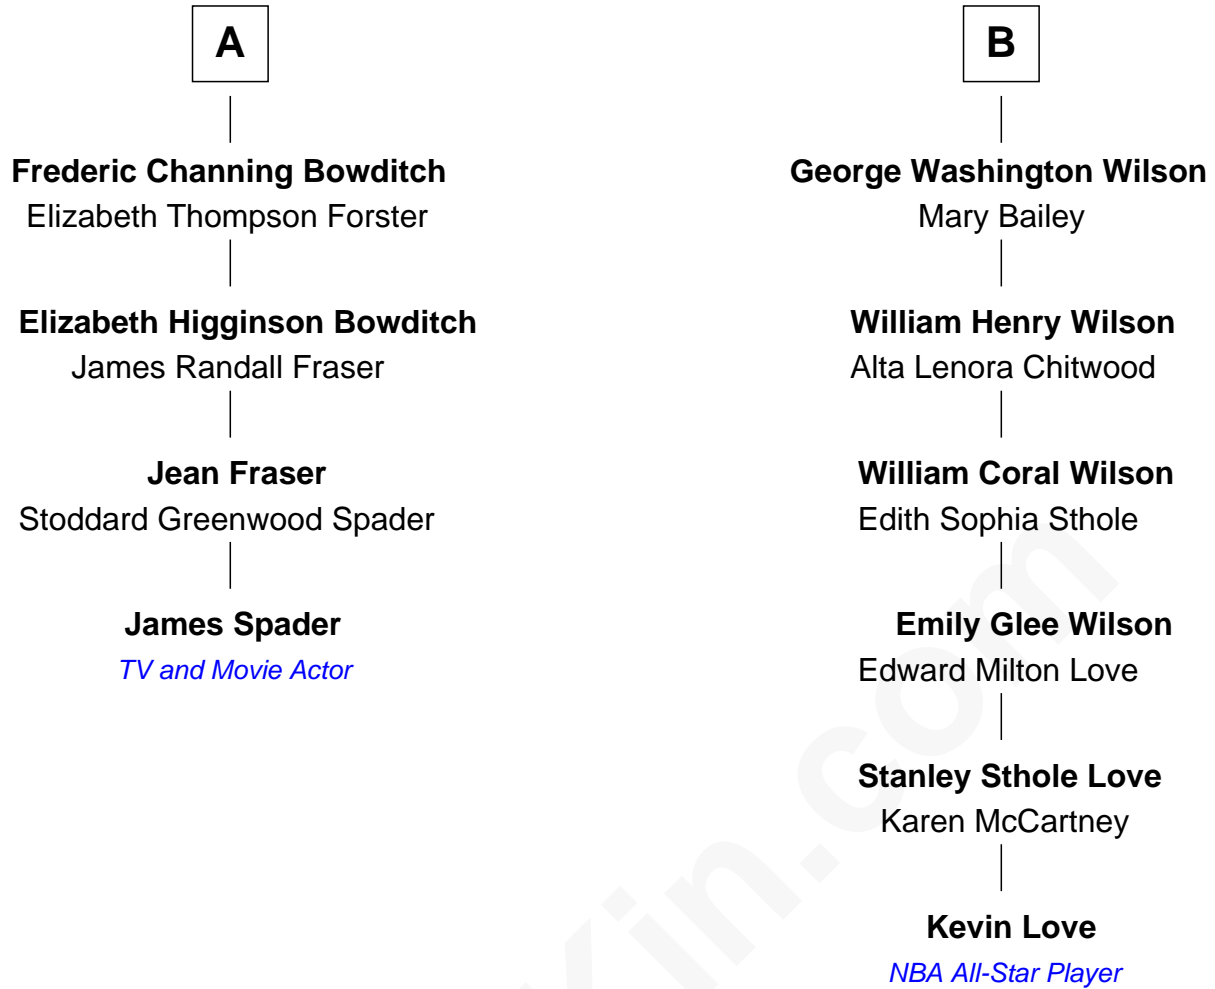 A
Frederic Channing Bowditch
Elizabeth Thompson Forster
Elizabeth Higginson Bowditch
James Randall Fraser
Jean Fraser
Stoddard Greenwood Spader
James Spader
TV and Movie Actor
B
George Washington Wilson
Mary Bailey
William Henry Wilson
Alta Lenora Chitwood
William Coral Wilson
Edith Sophia Sthole
Emily Glee Wilson
Edward Milton Love
Stanley Sthole Love
Karen McCartney
Kevin Love
NBA All-Star Player
Kin.com